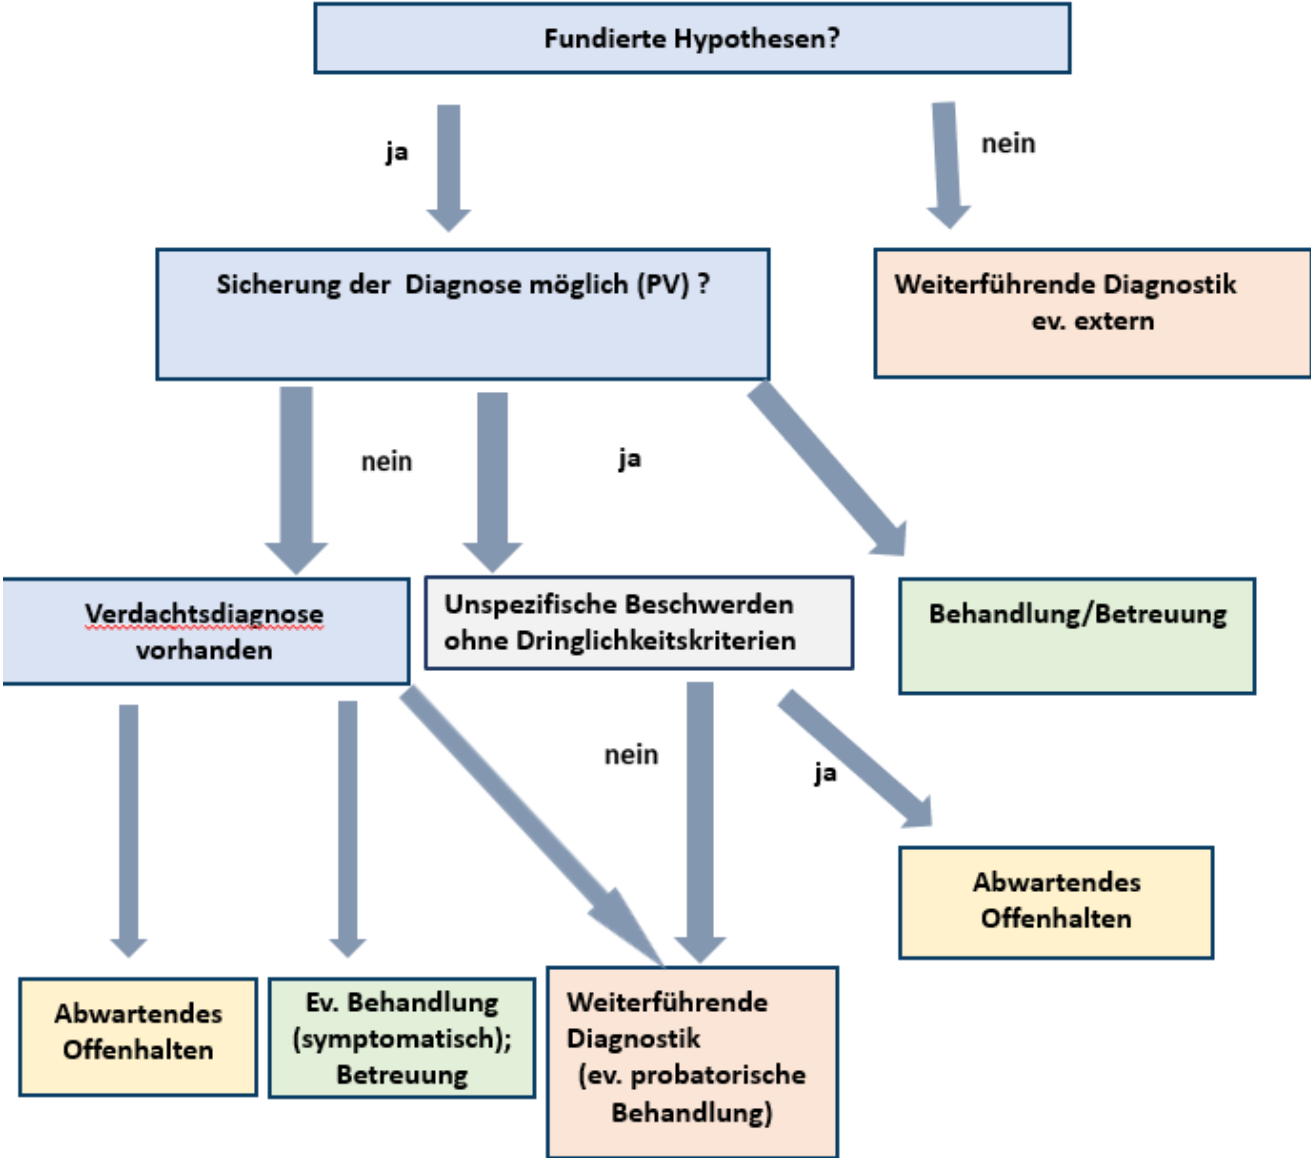 Fundierte Hypothesen?
ja
nein
Sicherung der  Diagnose möglich (PV) ?
Weiterführende Diagnostik
ev. extern
nein
ja
Verdachtsdiagnose
vorhanden
Unspezifische Beschwerden
ohne Dringlichkeitskriterien
Behandlung/Betreuung
nein
ja
Abwartendes
Offenhalten
Abwartendes
Offenhalten
Ev. Behandlung
(symptomatisch);
Betreuung
Weiterführende
Diagnostik
(ev. probatorische
Behandlung)